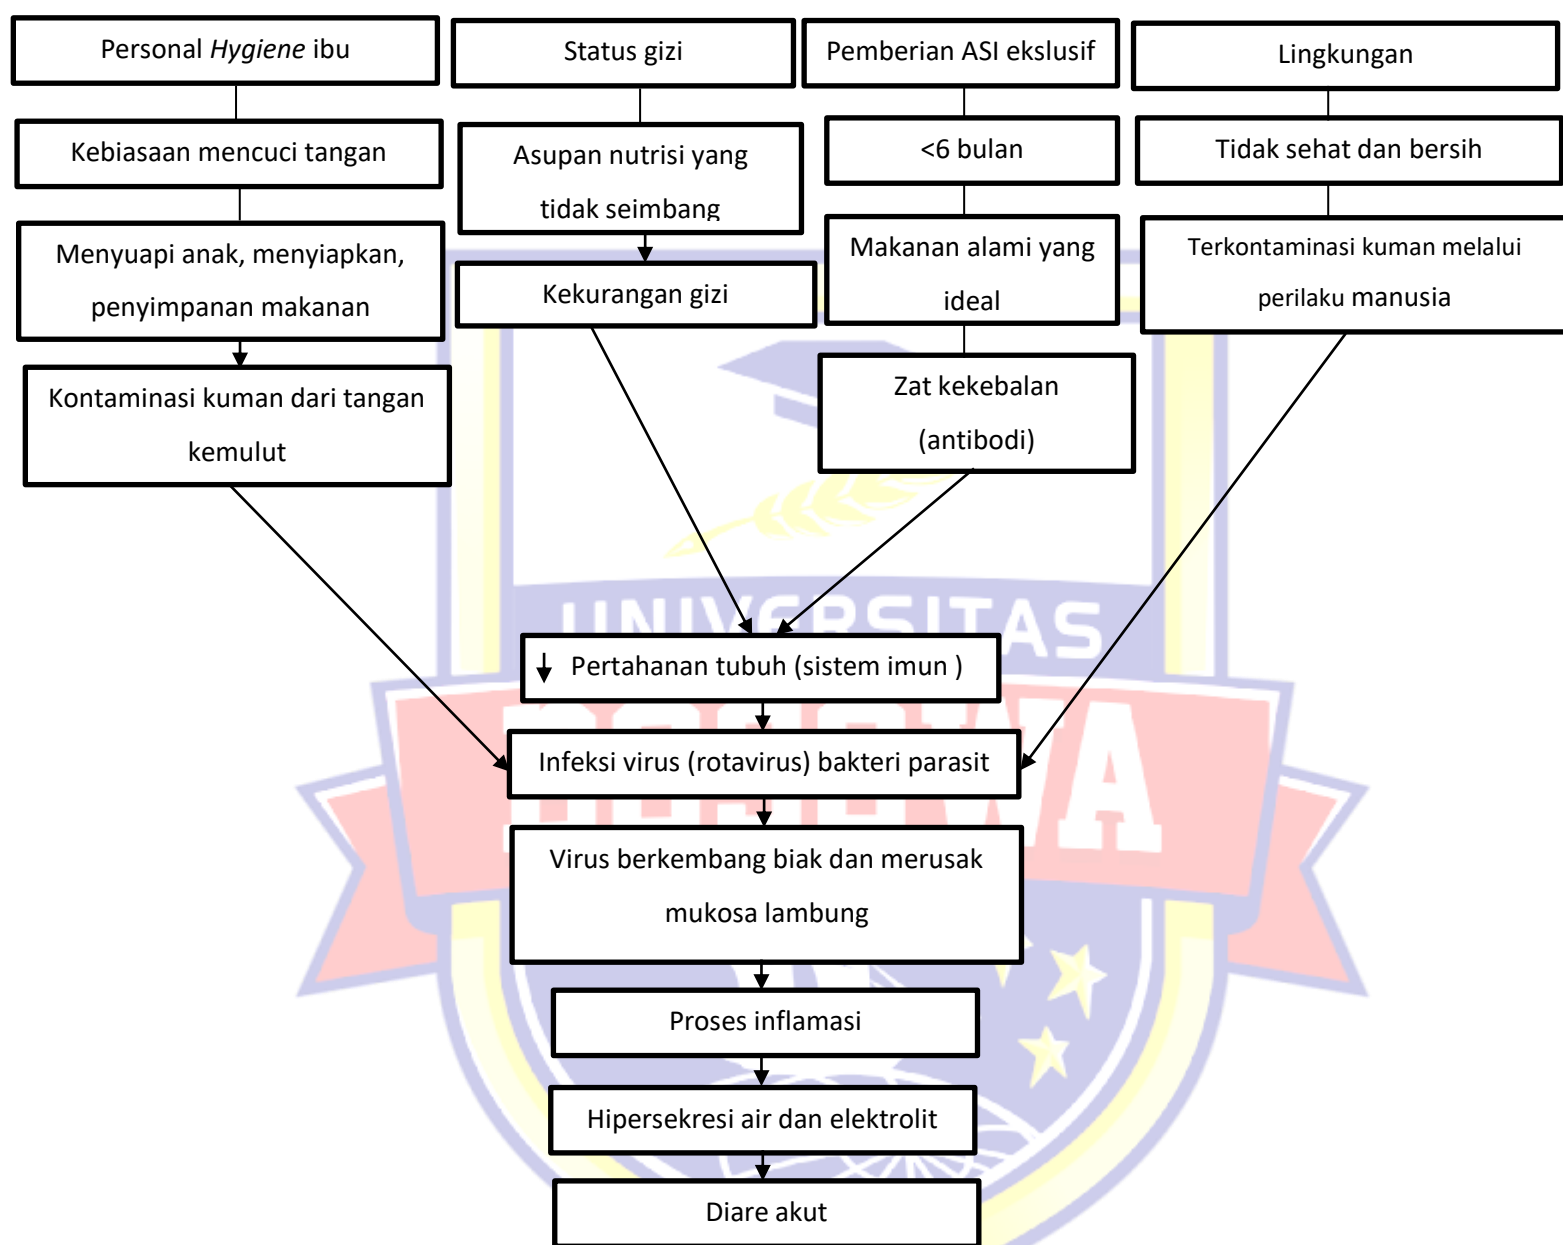 Personal Hygiene ibu
Status gizi
Pemberian ASI ekslusif
Lingkungan
Kebiasaan mencuci tangan
Asupan nutrisi yang
tidak seimbang
<6 bulan
Tidak sehat dan bersih
Menyuapi anak, menyiapkan,
penyimpanan makanan
Kekurangan gizi
Makanan alami yang
ideal
Terkontaminasi kuman melalui
perilaku manusia
Kontaminasi kuman dari tangan
kemulut
Zat kekebalan
(antibodi)
UNIVERSITAS
↓ Pertahanan tubuh (sistem imun )
Infeksi virus (rotavirus) bakteri parasit
Virus berkembang biak dan merusak
mukosa lambung
Proses inflamasi
Hipersekresi air dan elektrolit
Diare akut